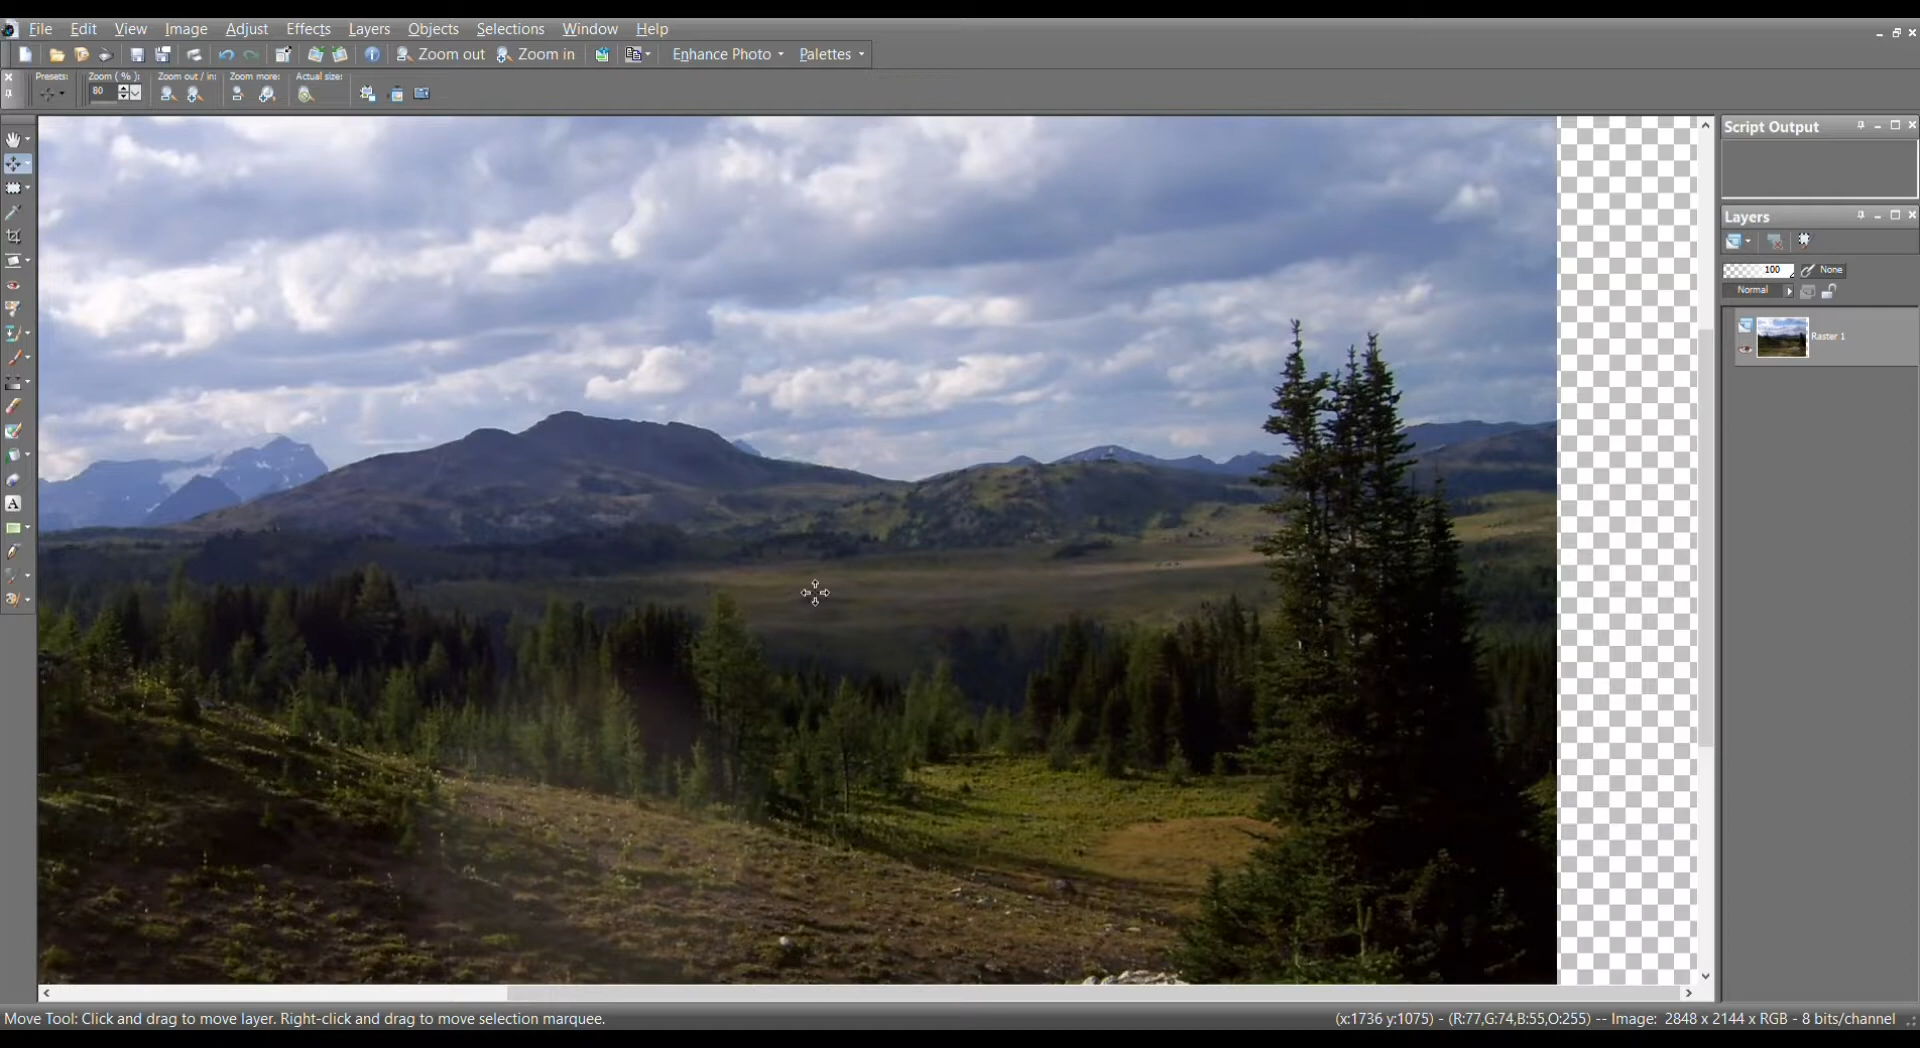 File Edit View Image Adjust Effects Layers Objects Selections Window Help
Zoom out Zoom in Enhance Photo Palettes
Presets: Zoom ( % ): Zoom out / in: Zoom more: Actual size:
80
Script Output
Layers
100 None
Normal
Raster 1
A
Move Tool: Click and drag to move layer. Right-click and drag to move selection marquee.
(x:1736 y:1075) - (R:77,G:74,B:55,O:255) -- Image: 2848 x 2144 x RGB - 8 bits/channel